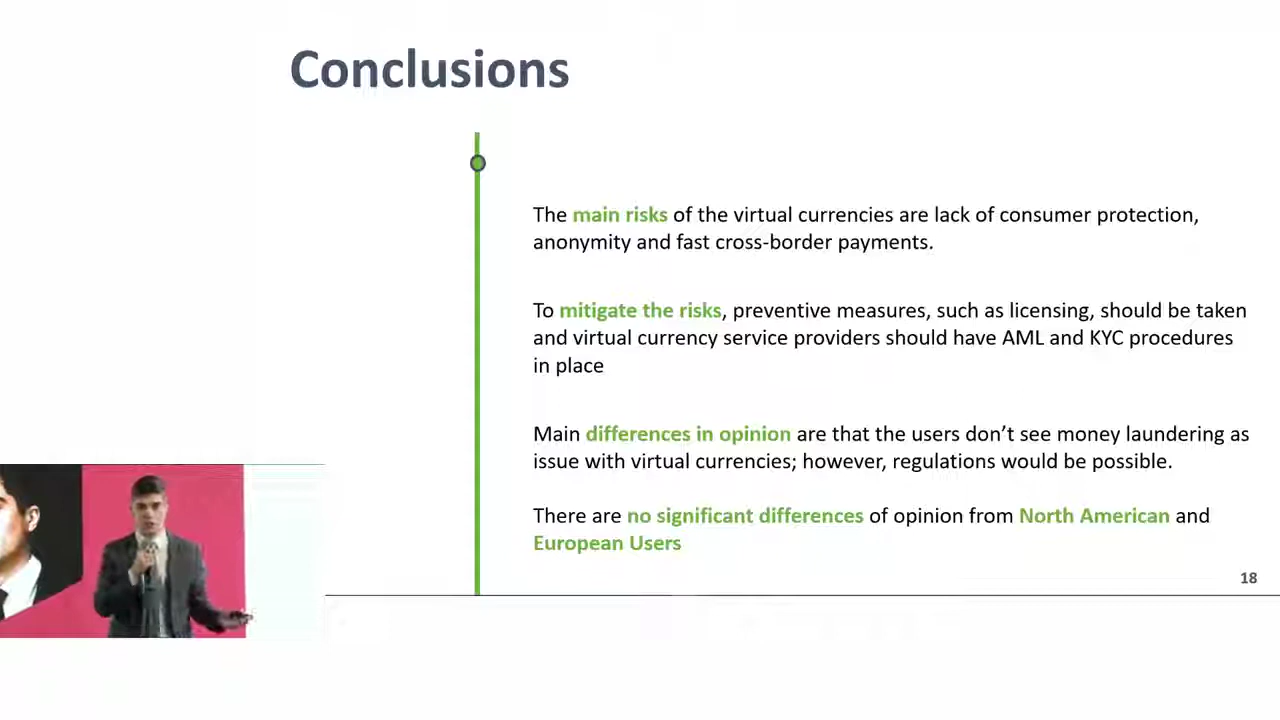 Conclusions
The main risks of the virtual currencies are lack of consumer protection,
anonymity and fast cross-border payments.
To mitigate the risks, preventive measures, such as licensing, should be taken
and virtual currency service providers should have AML and KYC procedures
in place
Main differences in opinion are that the users don’t see money laundering as
issue with virtual currencies; however, regulations would be possible.
There are no significant differences of opinion from North American and
European Users
18